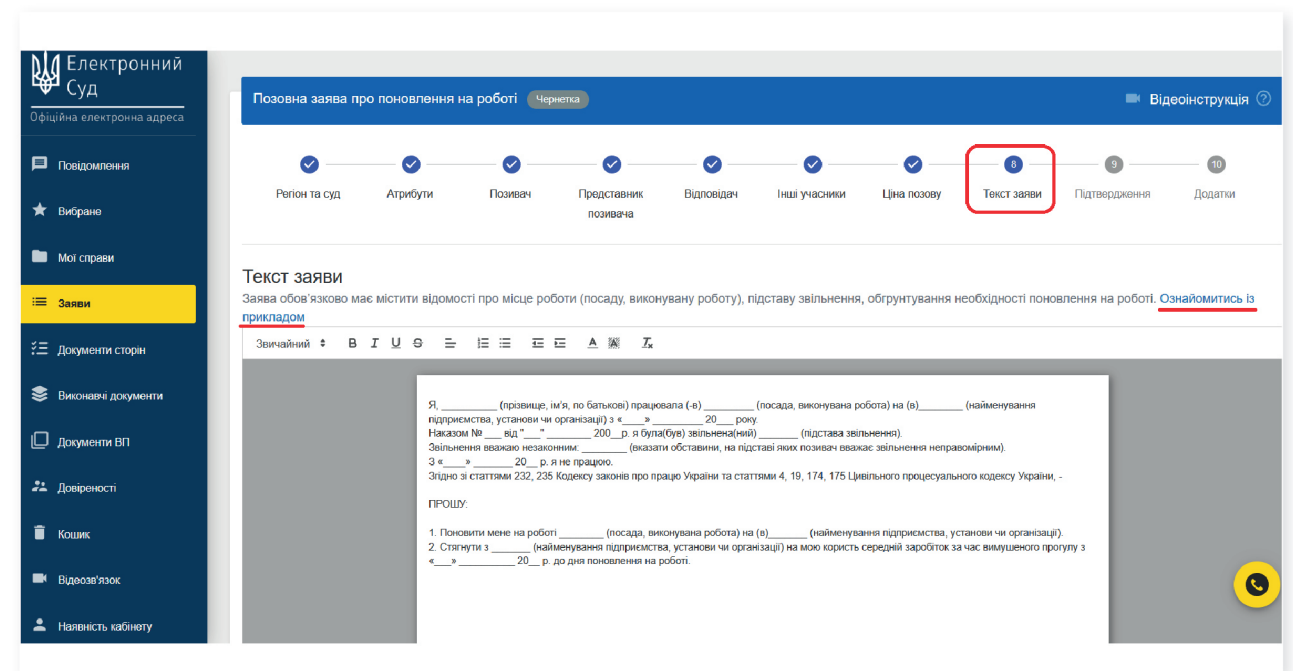 Електронний
Суд
Офіційна електронна адреса
Повідомлення
Вибране
Мої справи
Заяви
Документи сторін
Виконавчі документи
Документи ВП
Довіреності
Кошик
Відеозв'язок
Наявність кабінету
Позовна заява про поновлення на роботі Чернетка
Відеоінструкція
Регіон та суд
Атрибути
Позивач
Представник
позивача
Відповідач
Інші учасники
Ціна позову
8
Текст заяви
9
Підтвердження
10
Додатки
Текст заяви
Заява обов'язково має містити відомості про місце роботи (посаду, виконувану роботу), підставу звільнення, обгрунтування необхідності поновлення на роботі. Ознайомитись із
прикладом
Звичайний B I U S A A Tx
Я, __________ (прізвище, ім'я, по батькові) працювала (-в) _________ (посада, виконувана робота) на (в)________ (найменування
підприємства, установи чи організації) з «____» _________ 20___ року.
Наказом № ___ від "___" ________ 200__р. я була(був) звільнена(ний) _______ (підстава звільнення).
Звільнення вважаю незаконним: ________ (вказати обставини, на підставі яких позивач вважає звільнення неправомірним).
З «____» _______ 20__ р. я не працюю.
Згідно зі статтями 232, 235 Кодексу законів про працю України та статтями 4, 19, 174, 175 Цивільного процесуального кодексу України, -
ПРОШУ:
1. Поновити мене на роботі ________ (посада, виконувана робота) на (в)_______ (найменування підприємства, установи чи організації).
2. Стягнути з _______ (найменування підприємства, установи чи організації) на мою користь середній заробіток за час вимушеного прогулу з
«___» __________ 20__ р. до дня поновлення на роботі.